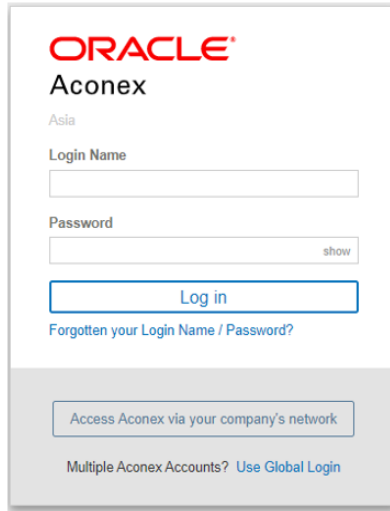 ORACLE®
Aconex
Asia
Login Name
Password
show
Log in
Forgotten your Login Name / Password?
Access Aconex via your company's network
Multiple Aconex Accounts? Use Global Login